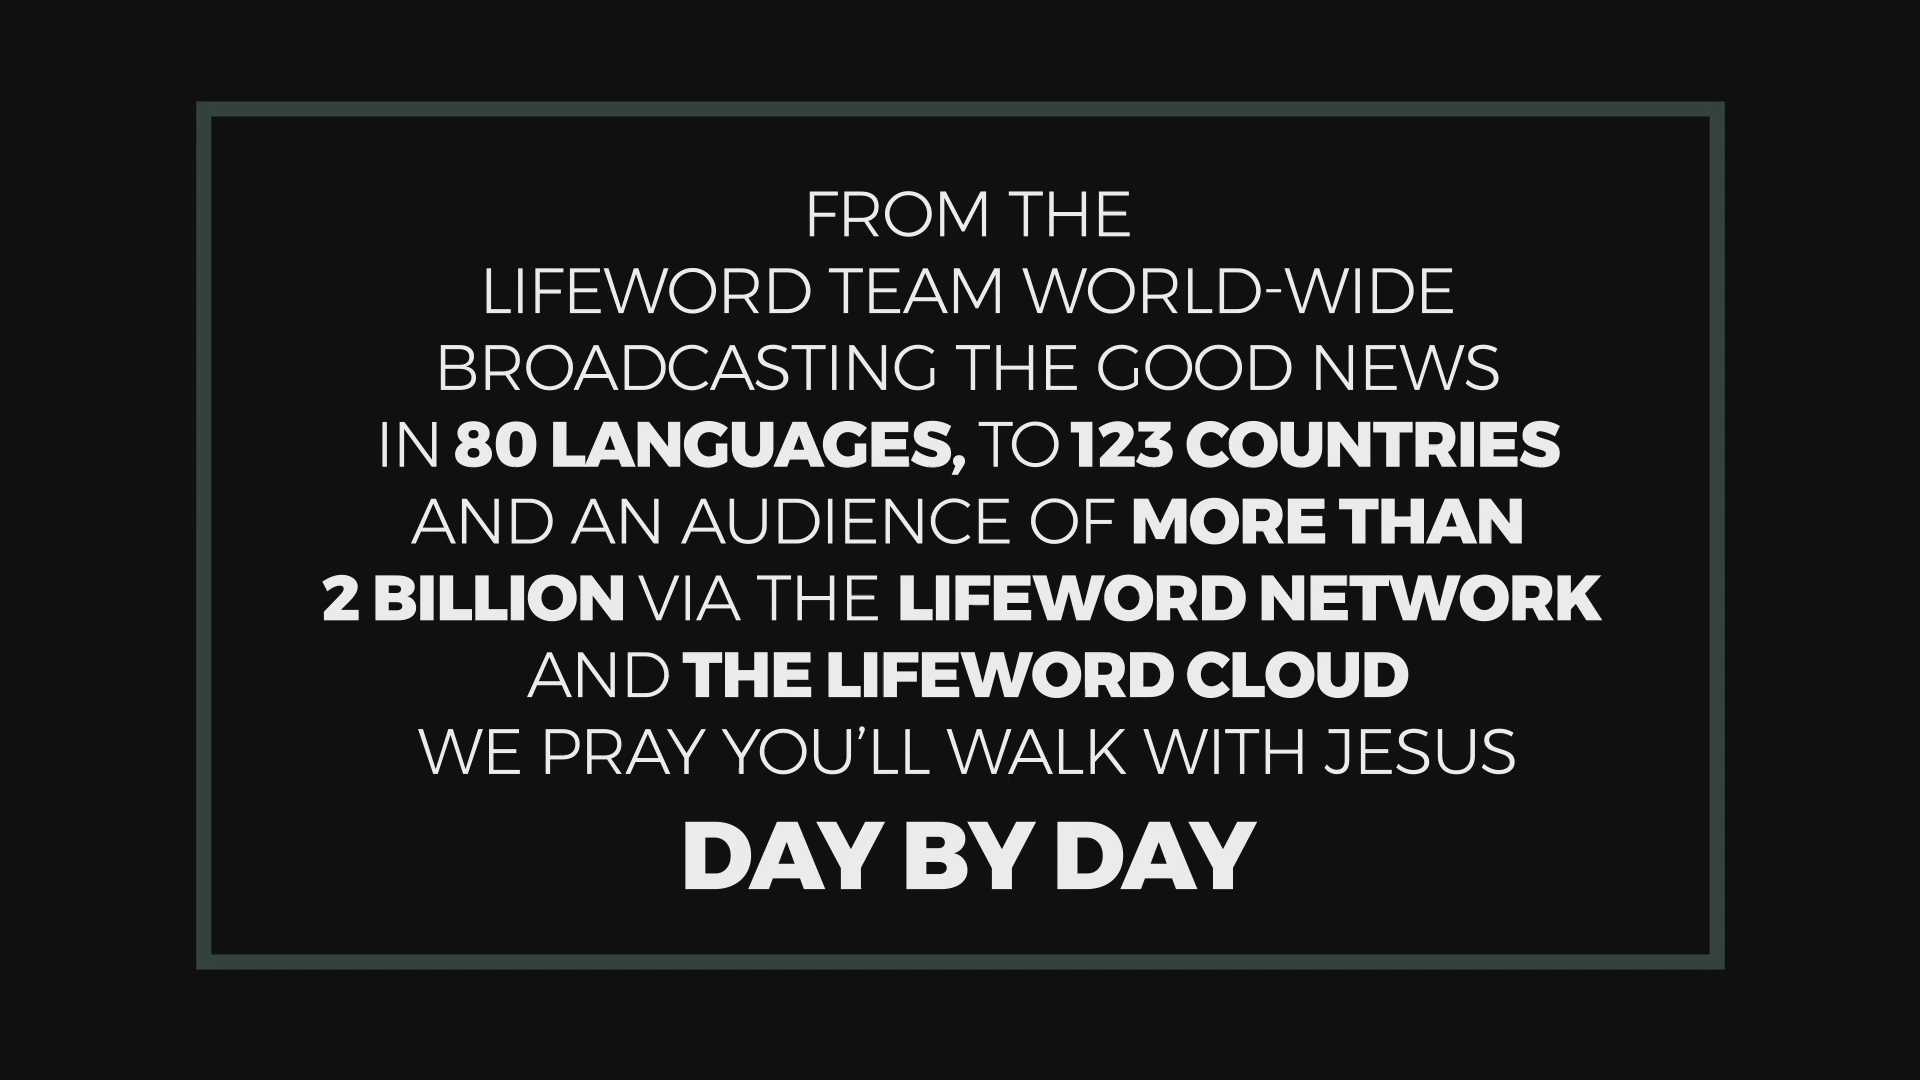 FROM THE
LIFEWORD TEAM WORLD-WIDE
BROADCASTING THE GOOD NEWS
IN 80 LANGUAGES, TO 123 COUNTRIES
AND AN AUDIENCE OF MORE THAN
2 BILLION VIA THE LIFEWORD NETWORK
AND THE LIFEWORD CLOUD
WE PRAY YOU’LL WALK WITH JESUS
DAY BY DAY